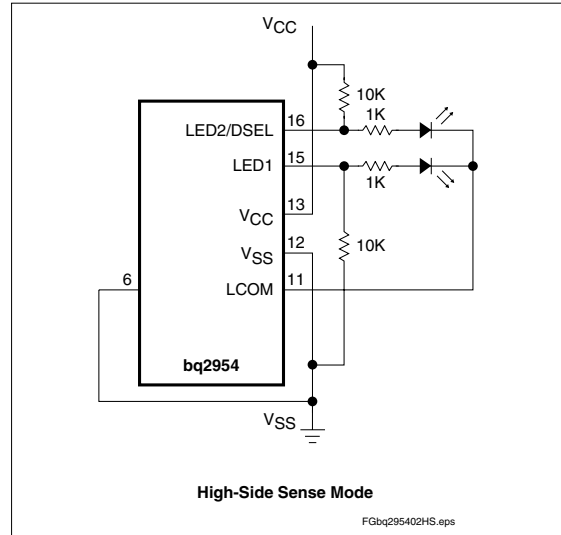 VCC
10K
1K
16
LED2/DSEL
15
LED1
1K
13
VCC
12
VSS
10K
6
11
LCOM
bq2954
VSS
High-Side Sense Mode
FGbq295402HS.eps